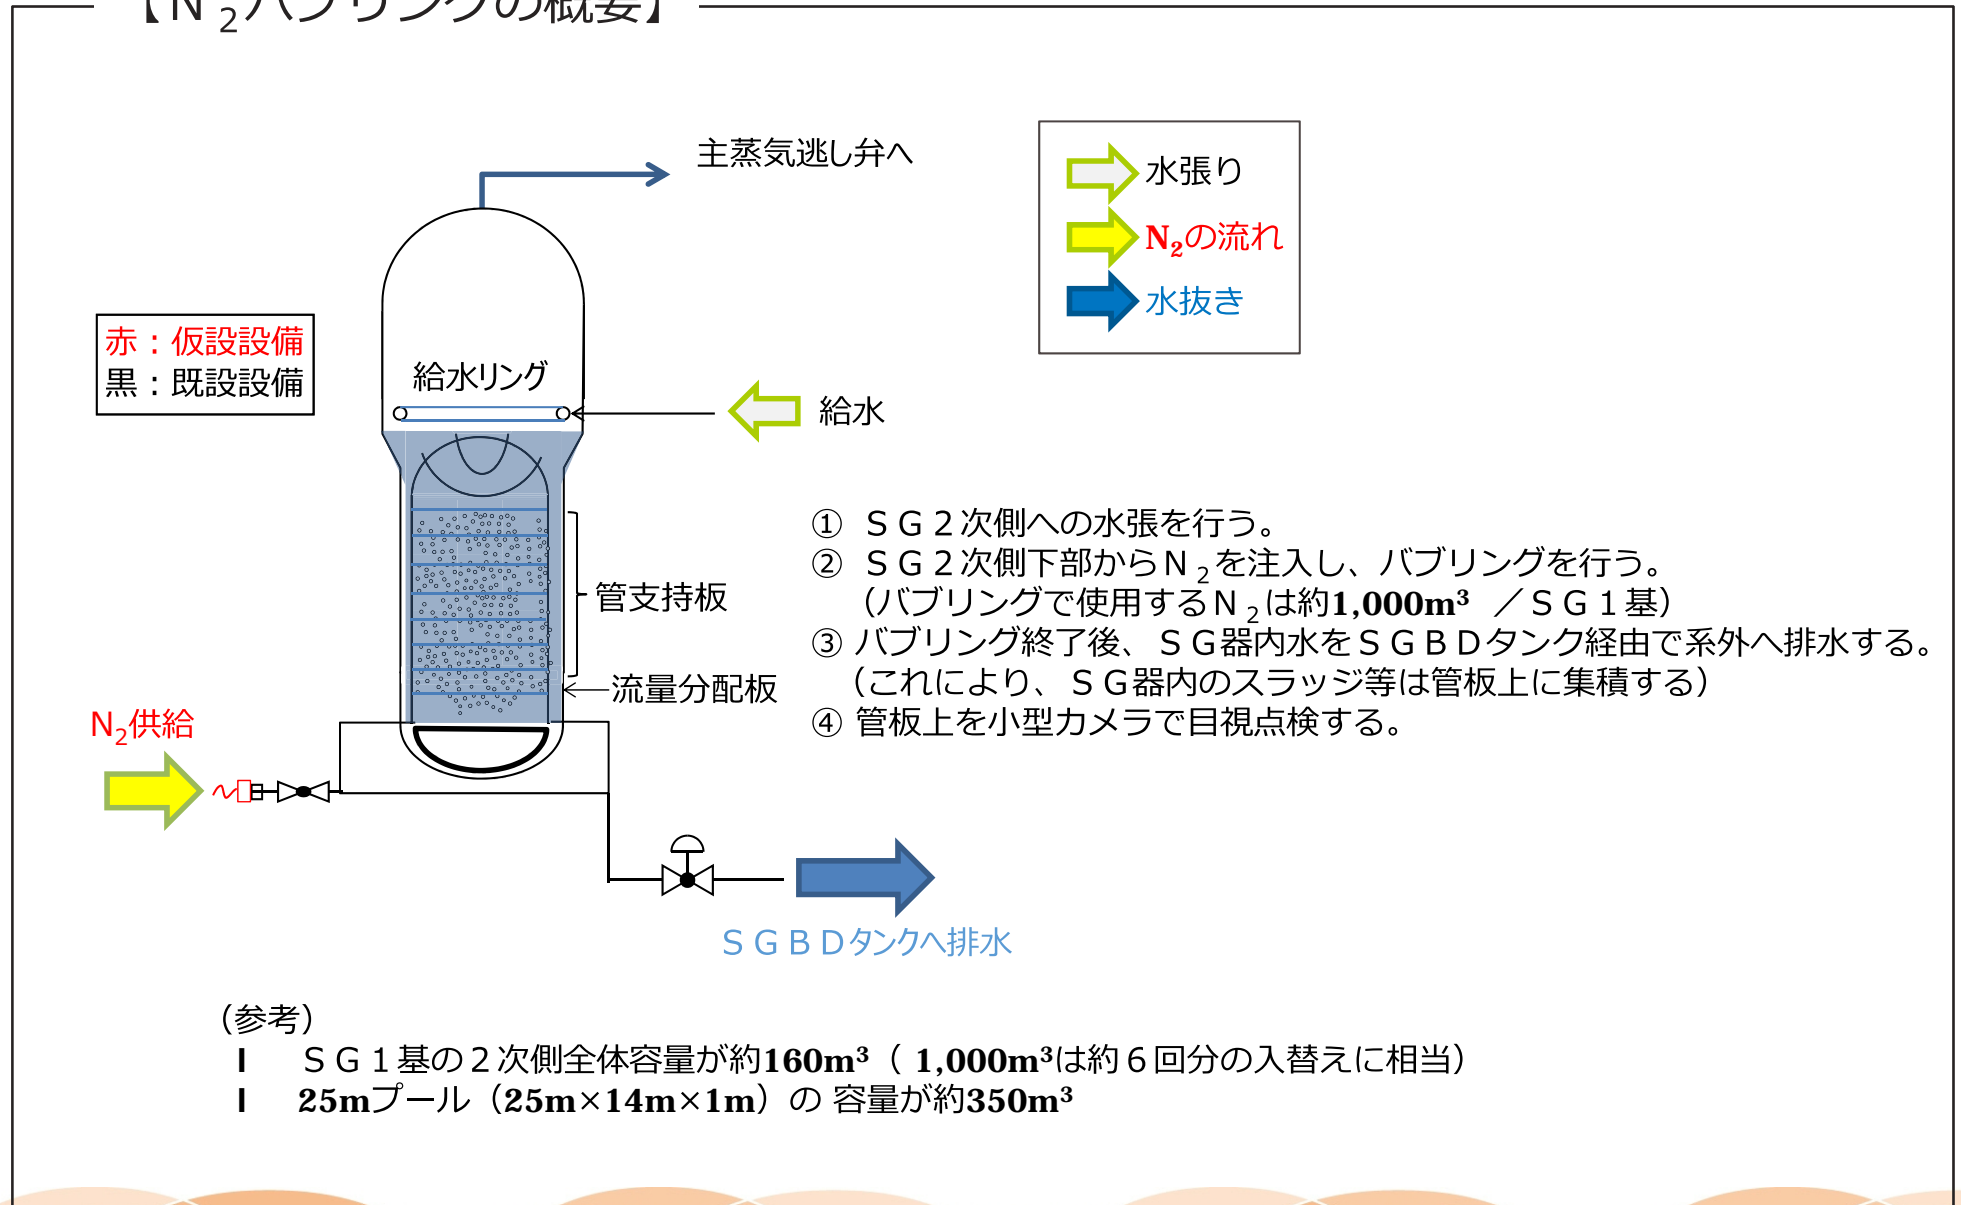 【Ｎ₂バブリングの概要】
主蒸気逃し弁へ
水張り
N₂の流れ
水抜き
赤：仮設設備
黒：既設設備
給水リング
給水
① ＳＧ２次側への水張を行う。
② ＳＧ２次側下部からＮ₂を注入し、バブリングを行う。
（バブリングで使用するＮ₂は約1,000m³ ／ＳＧ１基）
③ バブリング終了後、ＳＧ器内水をＳＧＢＤタンク経由で系外へ排水する。
（これにより、ＳＧ器内のスラッジ等は管板上に集積する）
④ 管板上を小型カメラで目視点検する。
管支持板
流量分配板
N₂供給
ＳＧＢＤタンクへ排水
（参考）
l ＳＧ１基の２次側全体容量が約160m³（ 1,000m³は約６回分の入替えに相当）
l 25mプール（25m×14m×1m）の 容量が約350m³